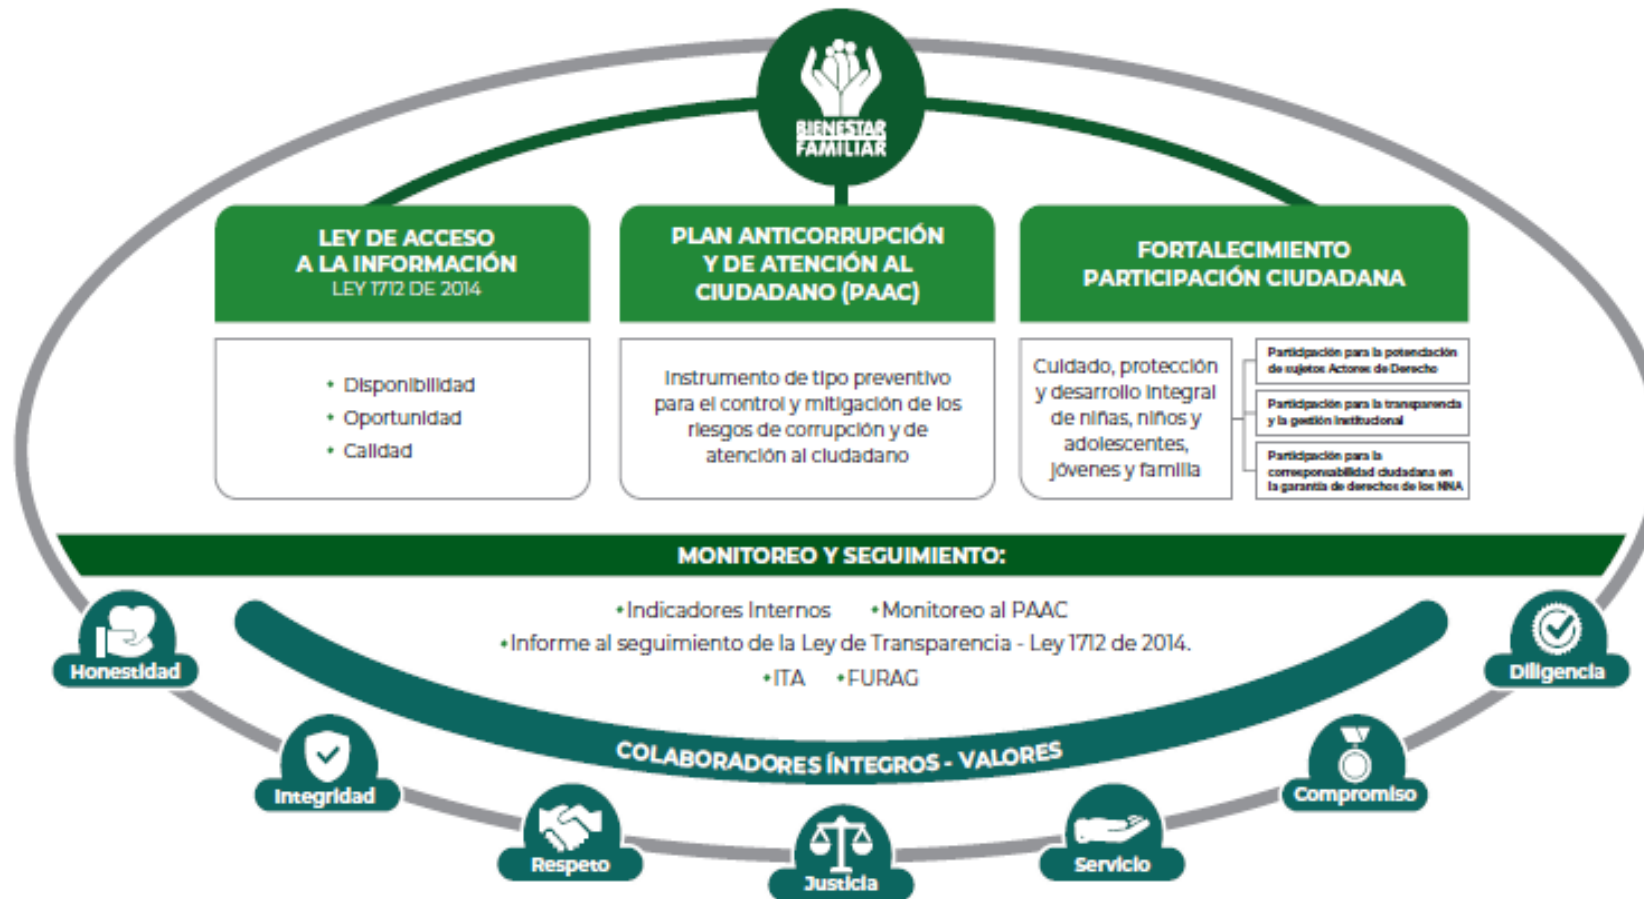 BIENESTAR
FAMILIAR
LEY DE ACCESO
A LA INFORMACIÓN
LEY 1712 DE 2014
• Disponibilidad
• Oportunidad
• Calidad
PLAN ANTICORRUPCIÓN
Y DE ATENCIÓN AL
CIUDADANO (PAAC)
Instrumento de tipo preventivo
para el control y mitigación de los
riesgos de corrupción y de
atención al ciudadano
FORTALECIMIENTO
PARTICIPACIÓN CIUDADANA
Cuidado, protección
y desarrollo integral
de niñas, niños y
adolescentes,
jóvenes y familia
Participación para la potenciación
de sujetos Actores de Derecho
Participación para la transparencia
y la gestión institucional
Participación para la
corresponsabilidad ciudadana en
la garantía de derechos de los NNA
MONITOREO Y SEGUIMIENTO:
•Indicadores Internos •Monitoreo al PAAC
•Informe al seguimiento de la Ley de Transparencia - Ley 1712 de 2014.
•ITA •FURAG
COLABORADORES ÍNTEGROS - VALORES
Honestidad
Integridad
Respeto
Justicia
Servicio
Compromiso
Diligencia